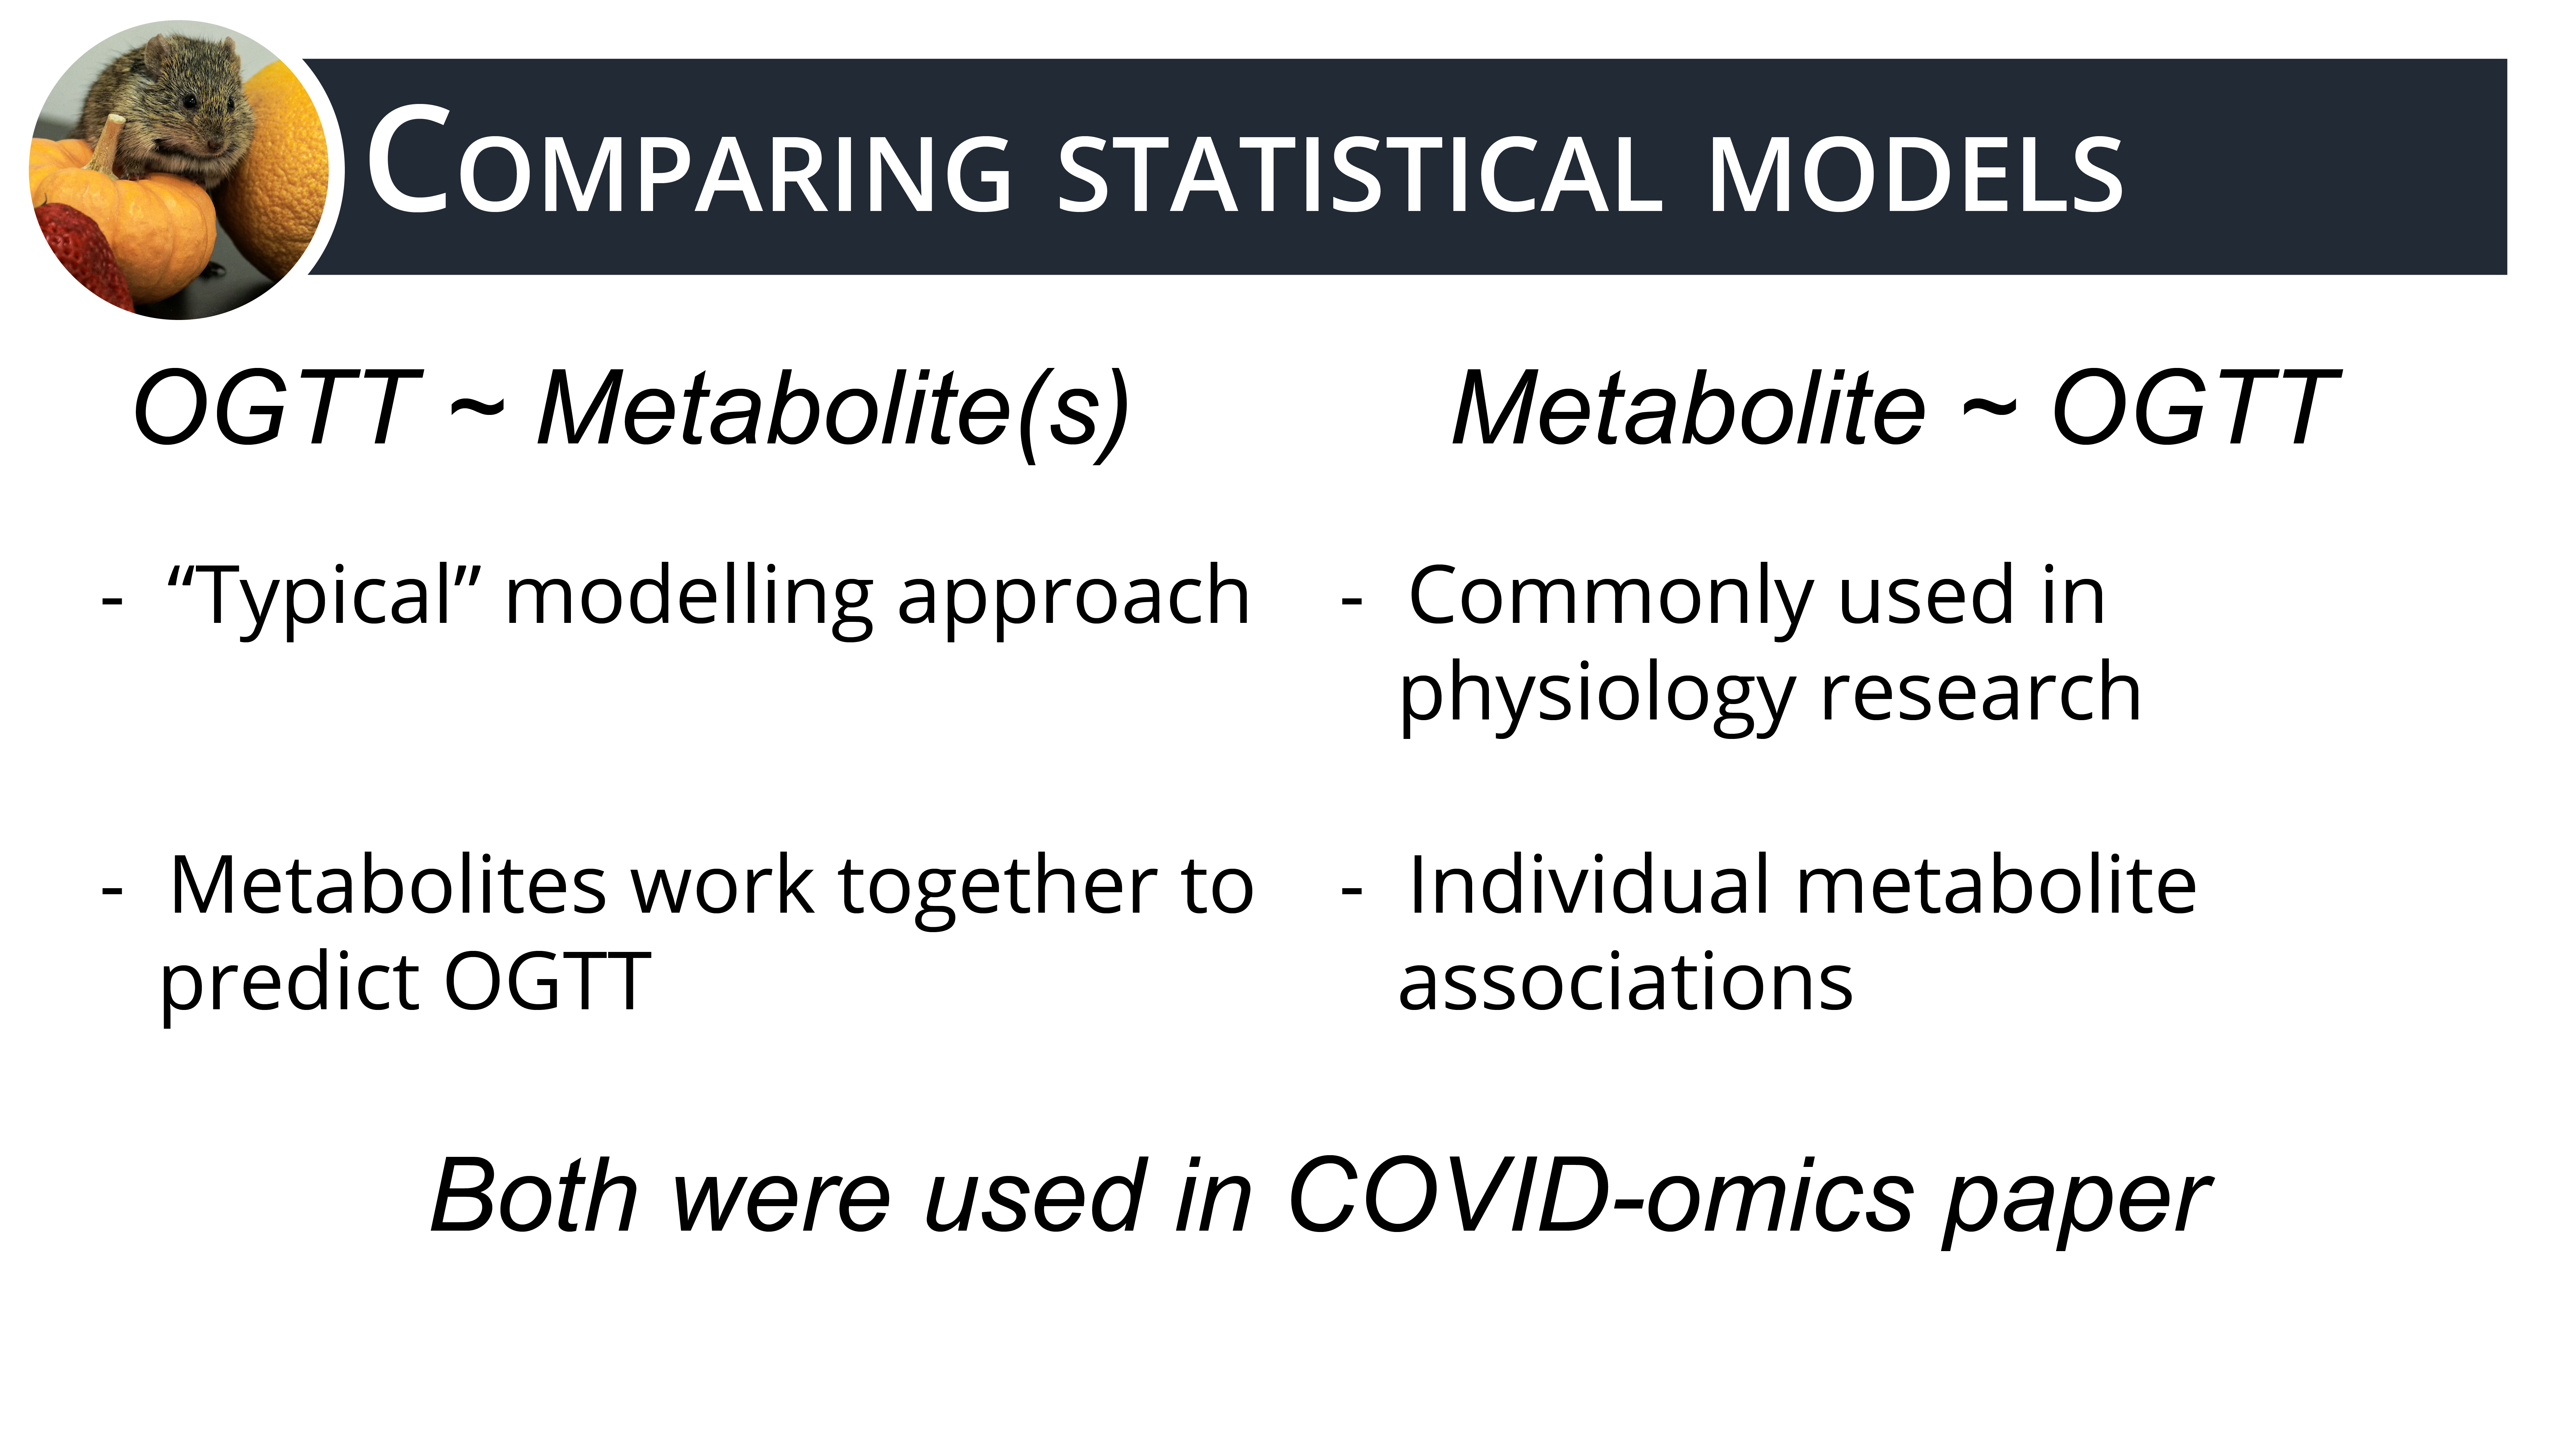 Comparing statistical models
OGTT ~ Metabolite(s)
- “Typical” modelling approach
- Metabolites work together to
predict OGTT
Metabolite ~ OGTT
- Commonly used in
physiology research
- Individual metabolite
associations
Both were used in COVID-omics paper